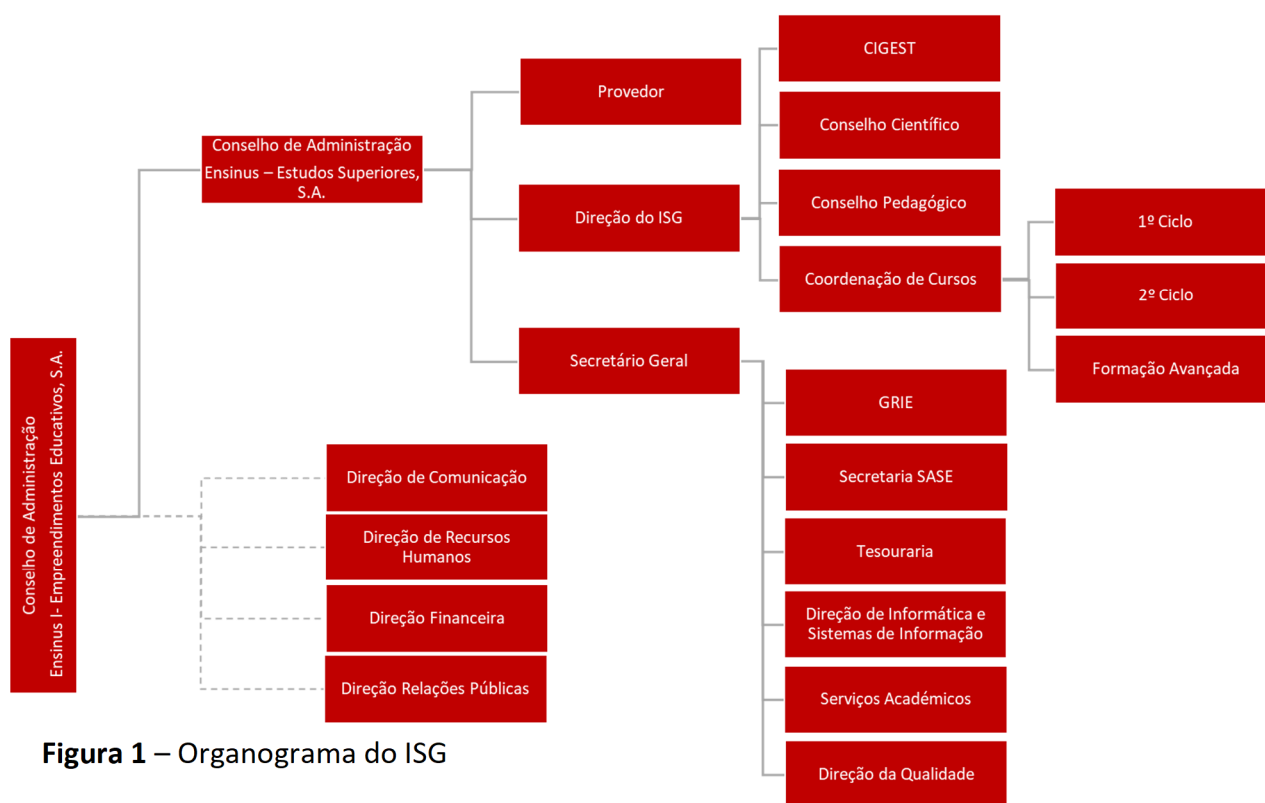 Conselho de Administração
Ensinus I- Empreendimentos Educativos, S.A.
Conselho de Administração
Ensinus – Estudos Superiores,
S.A.
Provedor
Direção do ISG
Secretário Geral
CIGEST
Conselho Científico
Conselho Pedagógico
Coordenação de Cursos
1º Ciclo
2º Ciclo
Formação Avançada
GRIE
Secretaria SASE
Tesouraria
Direção de Informática e
Sistemas de Informação
Serviços Académicos
Direção da Qualidade
Direção de Comunicação
Direção de Recursos
Humanos
Direção Financeira
Direção Relações Públicas
Figura 1 – Organograma do ISG